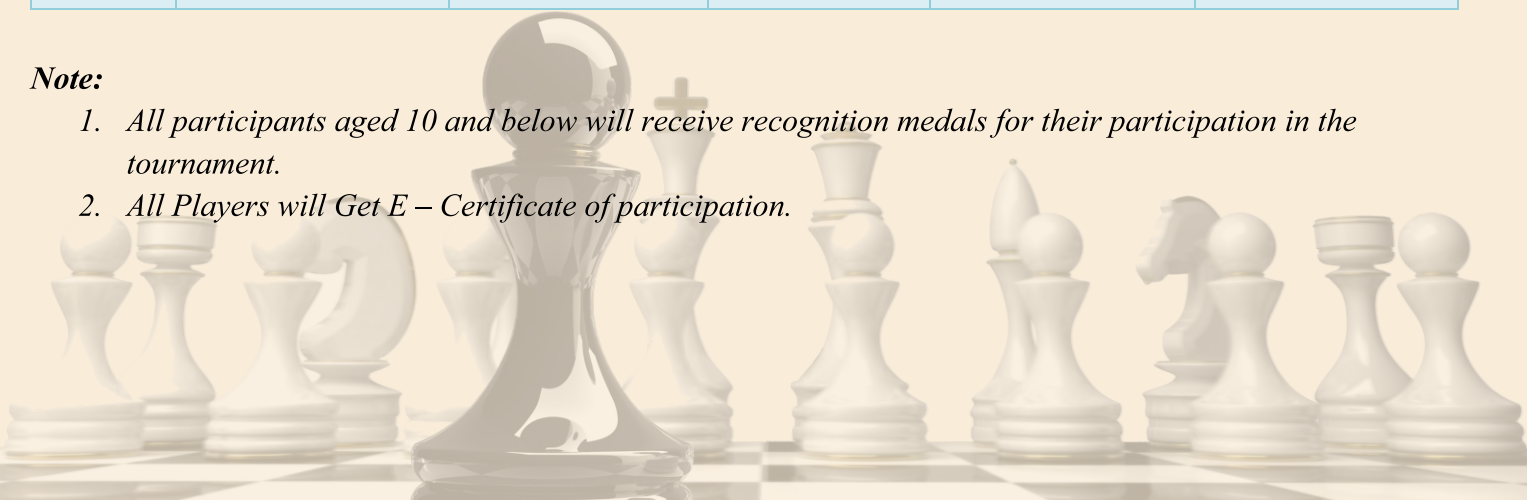 Note:
1. All participants aged 10 and below will receive recognition medals for their participation in the
tournament.
2. All Players will Get E – Certificate of participation.